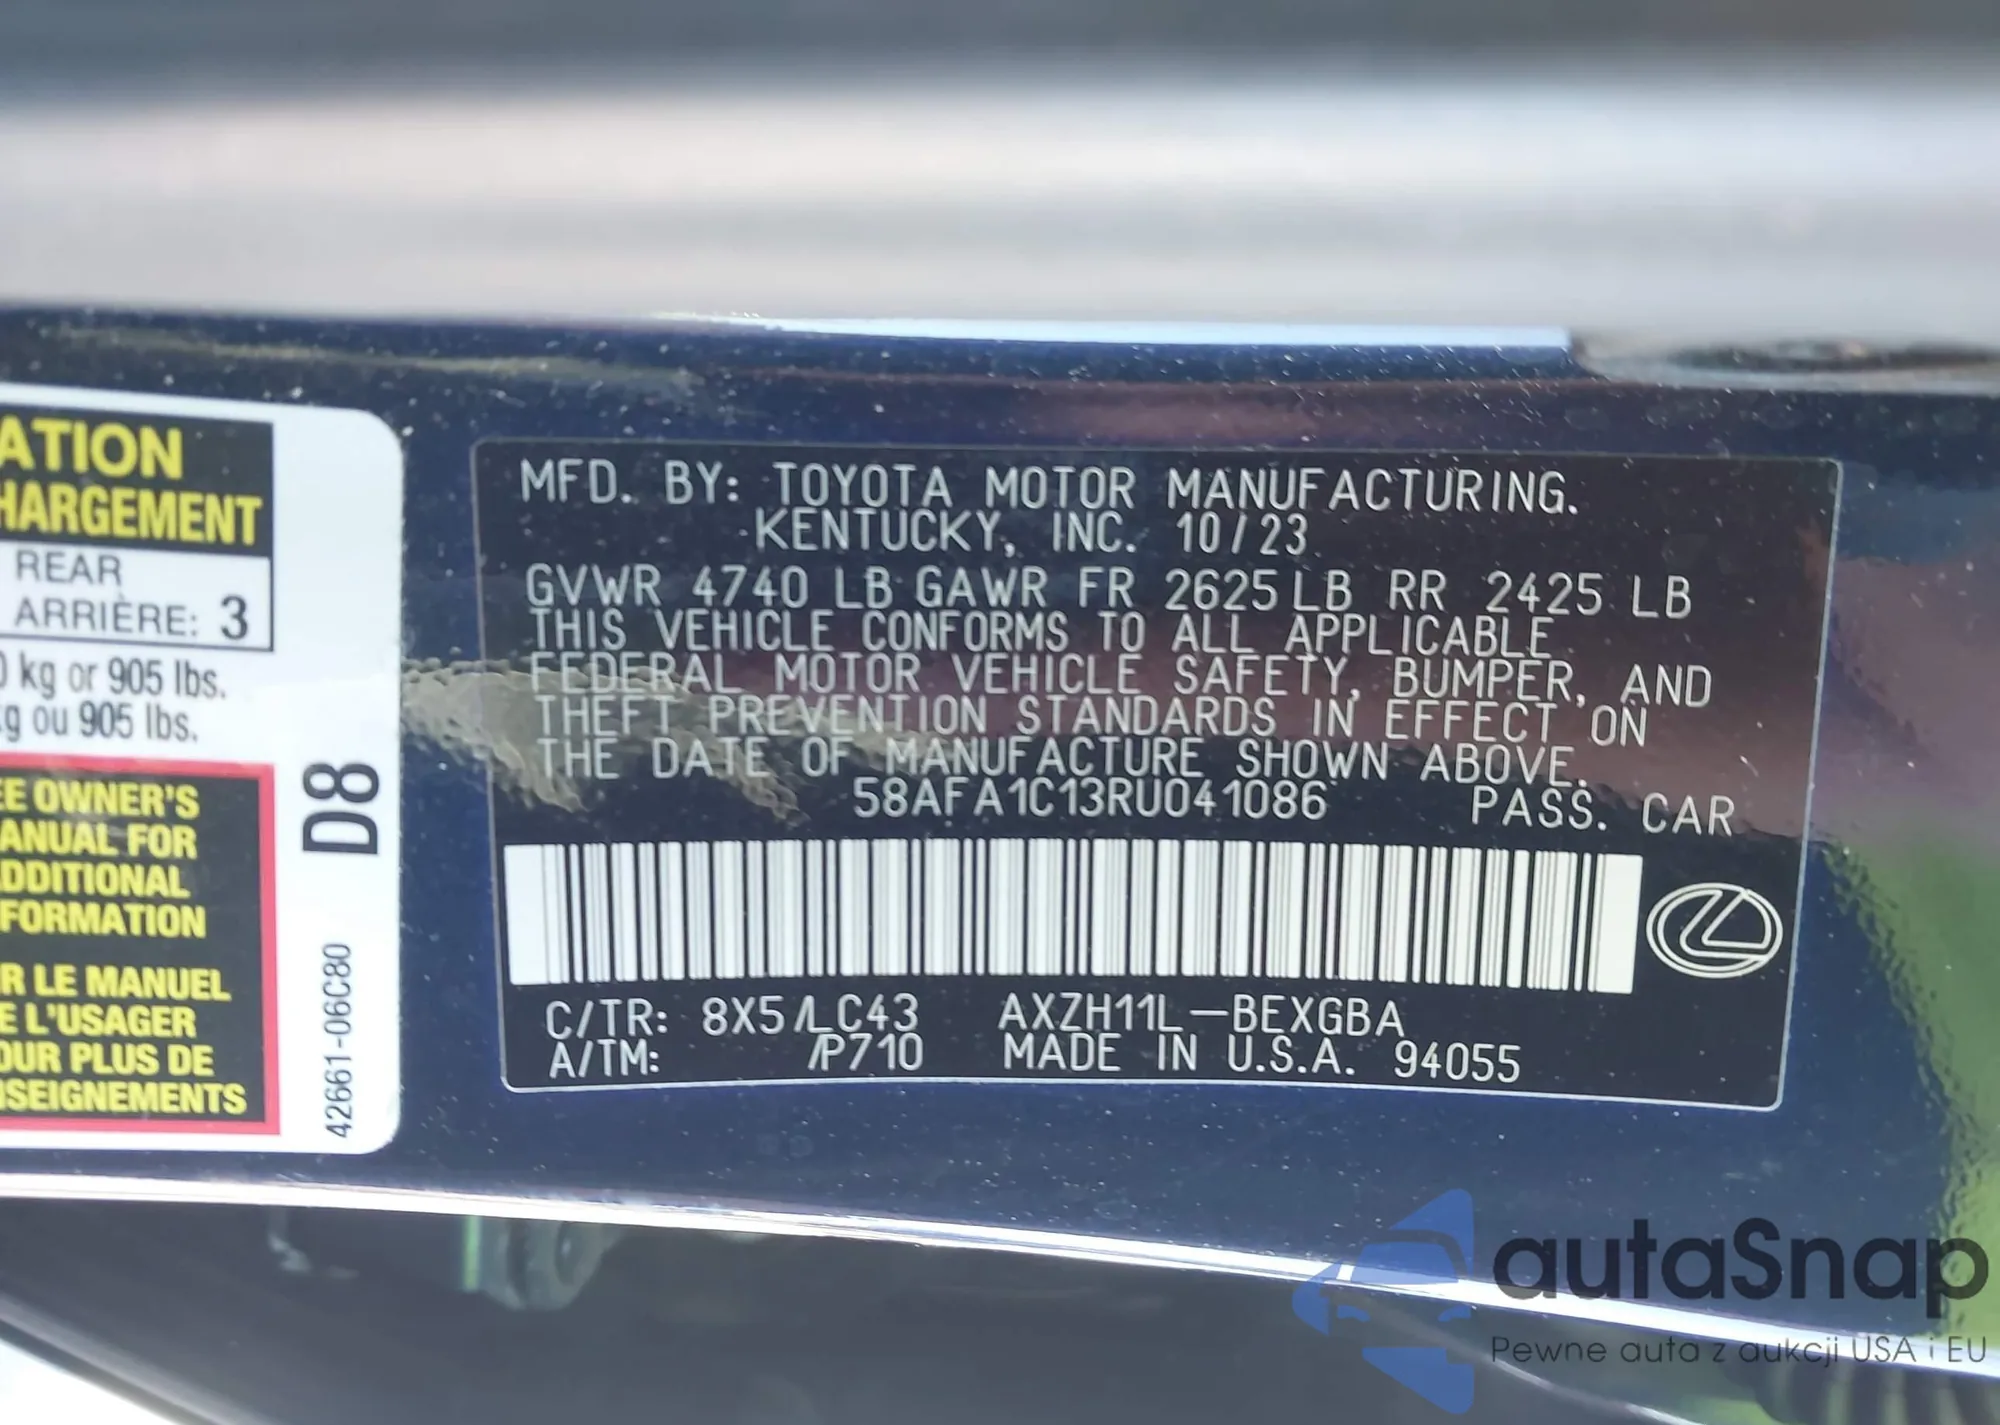 ATION
HARGEMENT
REAR
ARRIÈRE: 3
kg or 905 lbs.
kg ou 905 lbs.
EE OWNER'S
ANUAL FOR
DDITIONAL
FORMATION
R LE MANUEL
E L'USAGER
OUR PLUS DE
NSEIGNEMENTS
D8
42661-06C80
MFD. BY: TOYOTA MOTOR MANUFACTURING.
KENTUCKY, INC. 10/23
GVWR 4740 LB GAWR FR 2625 LB RR 2425 LB
THIS VEHICLE CONFORMS TO ALL APPLICABLE
FEDERAL MOTOR VEHICLE SAFETY, BUMPER, AND
THEFT PREVENTION STANDARDS IN EFFECT ON
THE DATE OF MANUFACTURE SHOWN ABOVE.
58AFA1C13RU041086 PASS. CAR
C/TR: 8X5/LC43 AXZH11L-BEXGBA
A/TM: /P710 MADE IN U.S.A. 94055
autaSnap
Pewne auta z aukcji USA i EU